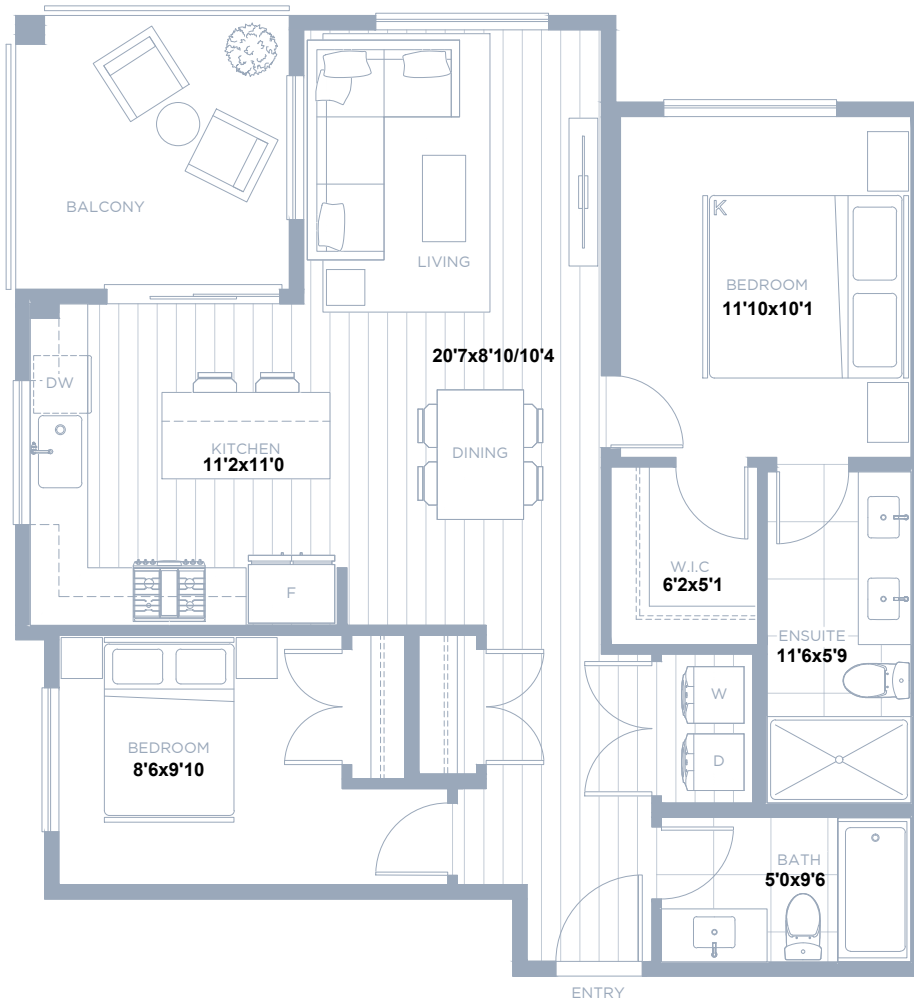 BALCONY
LIVING
K
BEDROOM
11'10x10'1
20'7x8'10/10'4
DW
KITCHEN
11'2x11'0
DINING
W.I.C
6'2x5'1
F
ENSUITE
11'6x5'9
W
BEDROOM
8'6x9'10
D
BATH
5'0x9'6
ENTRY